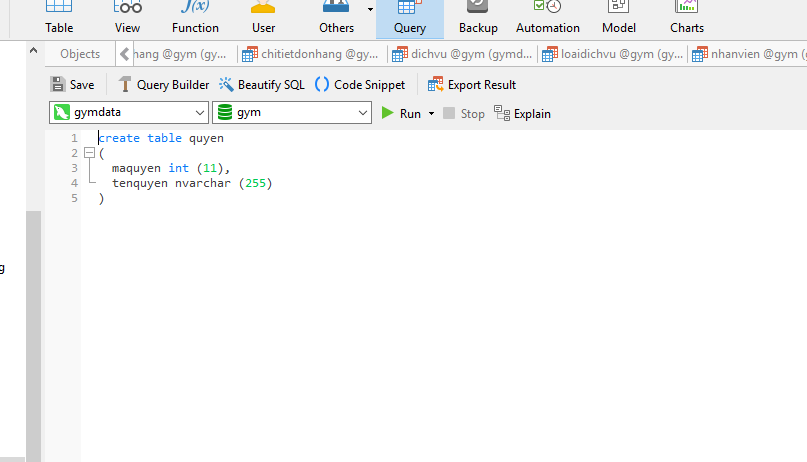 Table View Function User Others Query Backup Automation Model Charts
Objects hang @gym (gy... chitietdonhang @gy... dichvu @gym (gymd... loaidichvu @gym (gy... nhanvien @gym (
Save Query Builder Beautify SQL Code Snippet Export Result
gymdata gym Run Stop Explain
1 create table quyen
2 (
3 maquyen int (11),
4 tenquyen nvarchar (255)
5 )
g